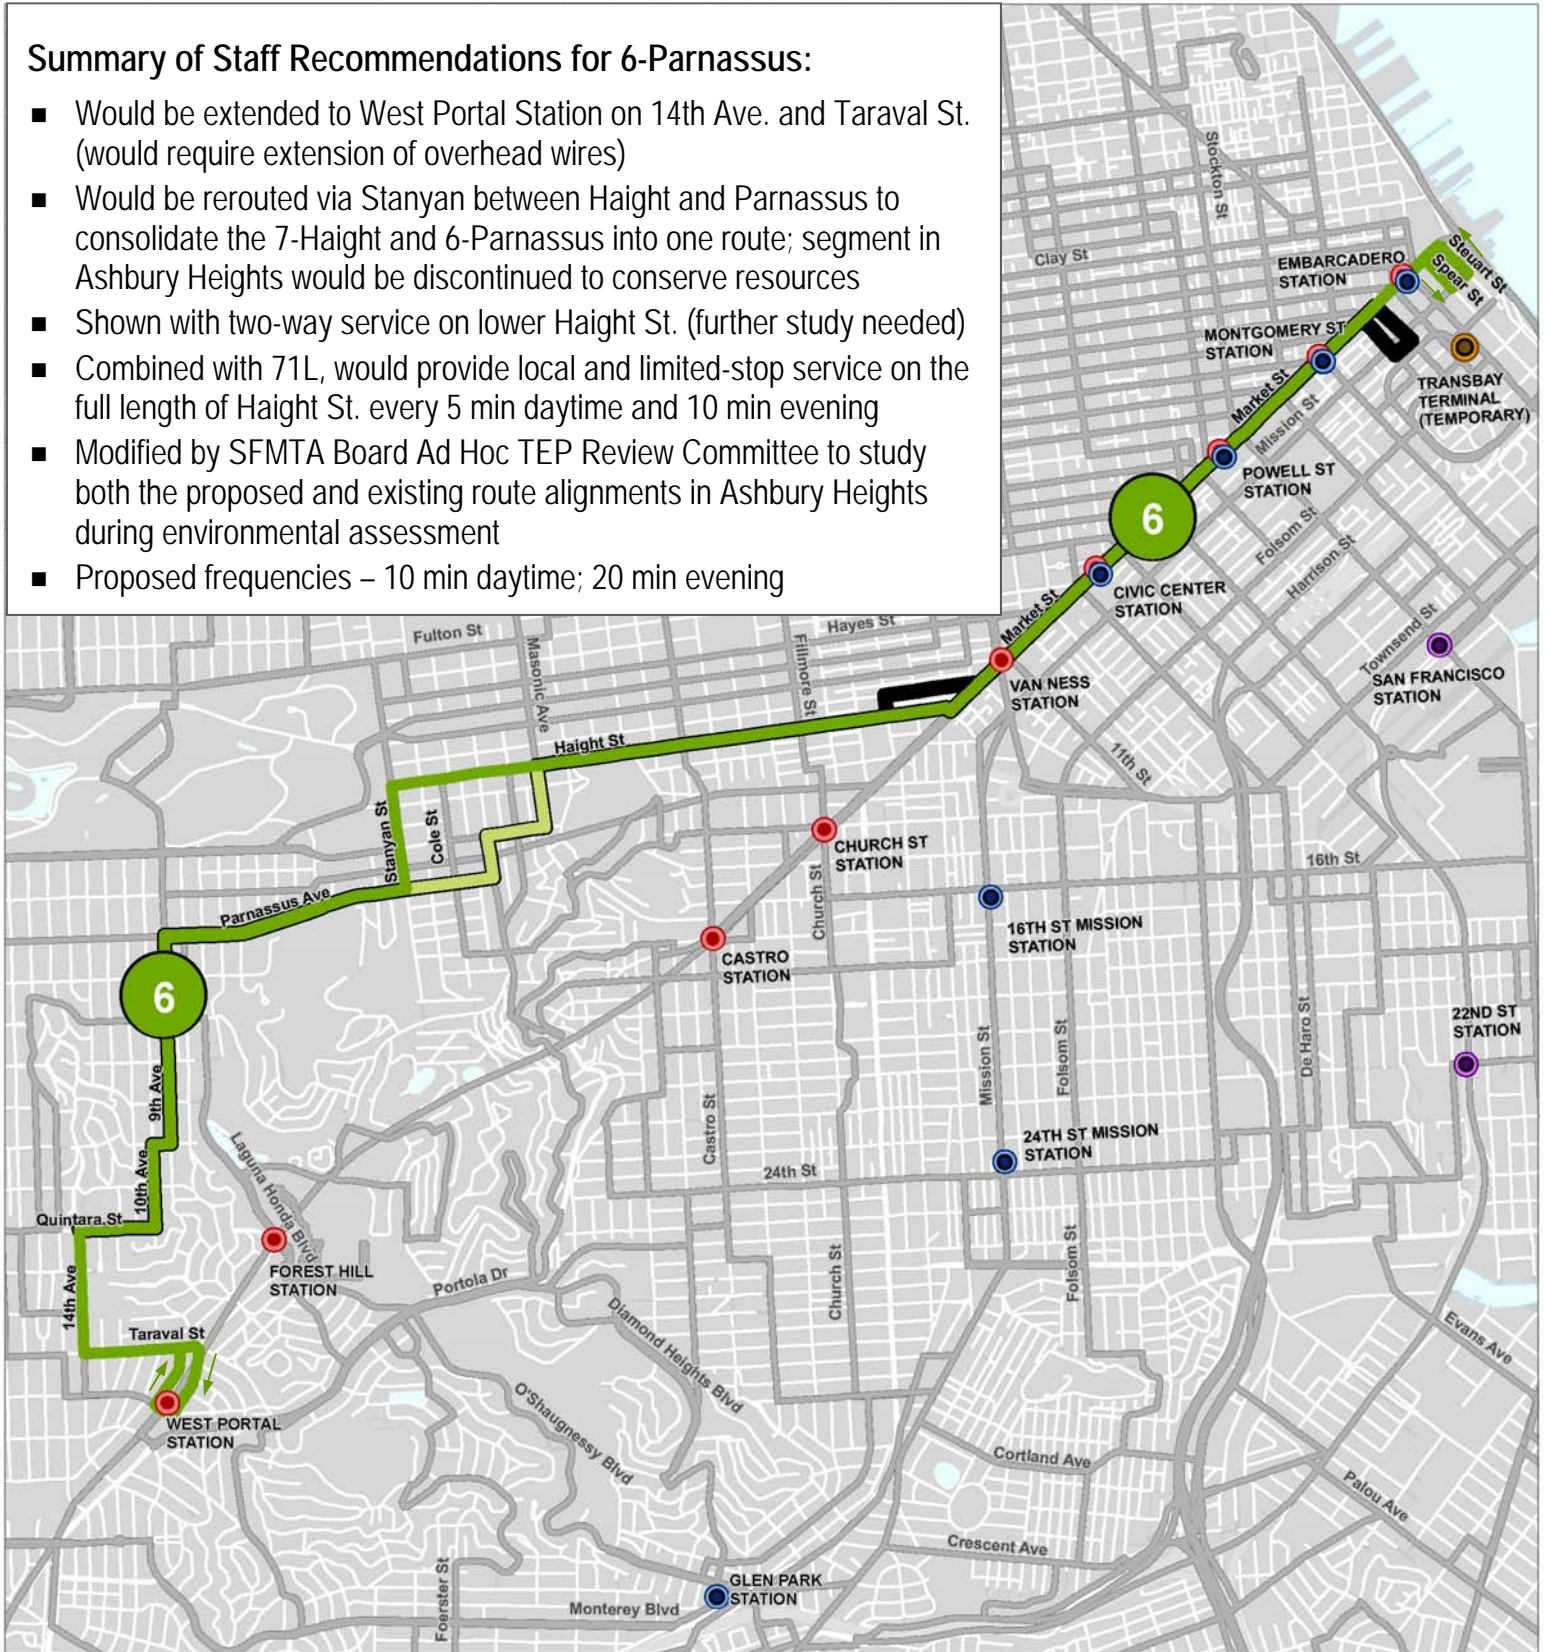 Summary of Staff Recommendations for 6-Parnassus:
■ Would be extended to West Portal Station on 14th Ave. and Taraval St.
(would require extension of overhead wires)
■ Would be rerouted via Stanyan between Haight and Parnassus to
consolidate the 7-Haight and 6-Parnassus into one route; segment in
Ashbury Heights would be discontinued to conserve resources
■ Shown with two-way service on lower Haight St. (further study needed)
■ Combined with 71L, would provide local and limited-stop service on the
full length of Haight St. every 5 min daytime and 10 min evening
■ Modified by SFMTA Board Ad Hoc TEP Review Committee to study
both the proposed and existing route alignments in Ashbury Heights
during environmental assessment
■ Proposed frequencies – 10 min daytime; 20 min evening
Stockton St
Clay St
EMBARCADERO
STATION
Steuart St
Spear St
MONTGOMERY ST
STATION
TRANSBAY
TERMINAL
(TEMPORARY)
Market St
Mission St
POWELL ST
STATION
6
Folsom St
Harrison St
CIVIC CENTER
STATION
Market St
Townsend St
SAN FRANCISCO
STATION
VAN NESS
STATION
Fulton St
Hayes St
Masonic Ave
Fillmore St
Haight St
11th St
Stanyan St
Cole St
CHURCH ST
STATION
16th St
Parnassus Ave
Church St
16TH ST MISSION
STATION
CASTRO
STATION
6
22ND ST
STATION
De Haro St
Mission St
Folsom St
9th Ave
Castro St
24TH ST MISSION
STATION
24th St
10th Ave
Laguna Honda Blvd
Quintara St
FOREST HILL
STATION
Portola Dr
Church St
Folsom St
14th Ave
Taraval St
Diamond Heights Blvd
Evans Ave
WEST PORTAL
STATION
O'Shaugnessy Blvd
Cortland Ave
Palou Ave
Crescent Ave
Foerster St
GLEN PARK
STATION
Monterey Blvd